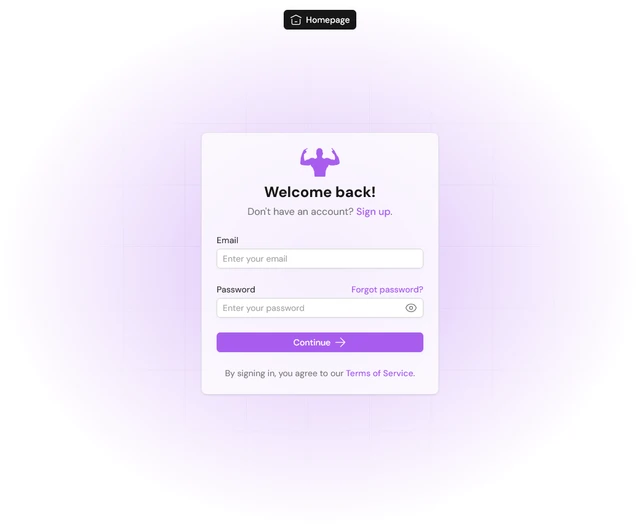 Homepage
Welcome back!
Don't have an account? Sign up.
Email
Enter your email
Password Forgot password?
Enter your password
Continue
By signing in, you agree to our Terms of Service.